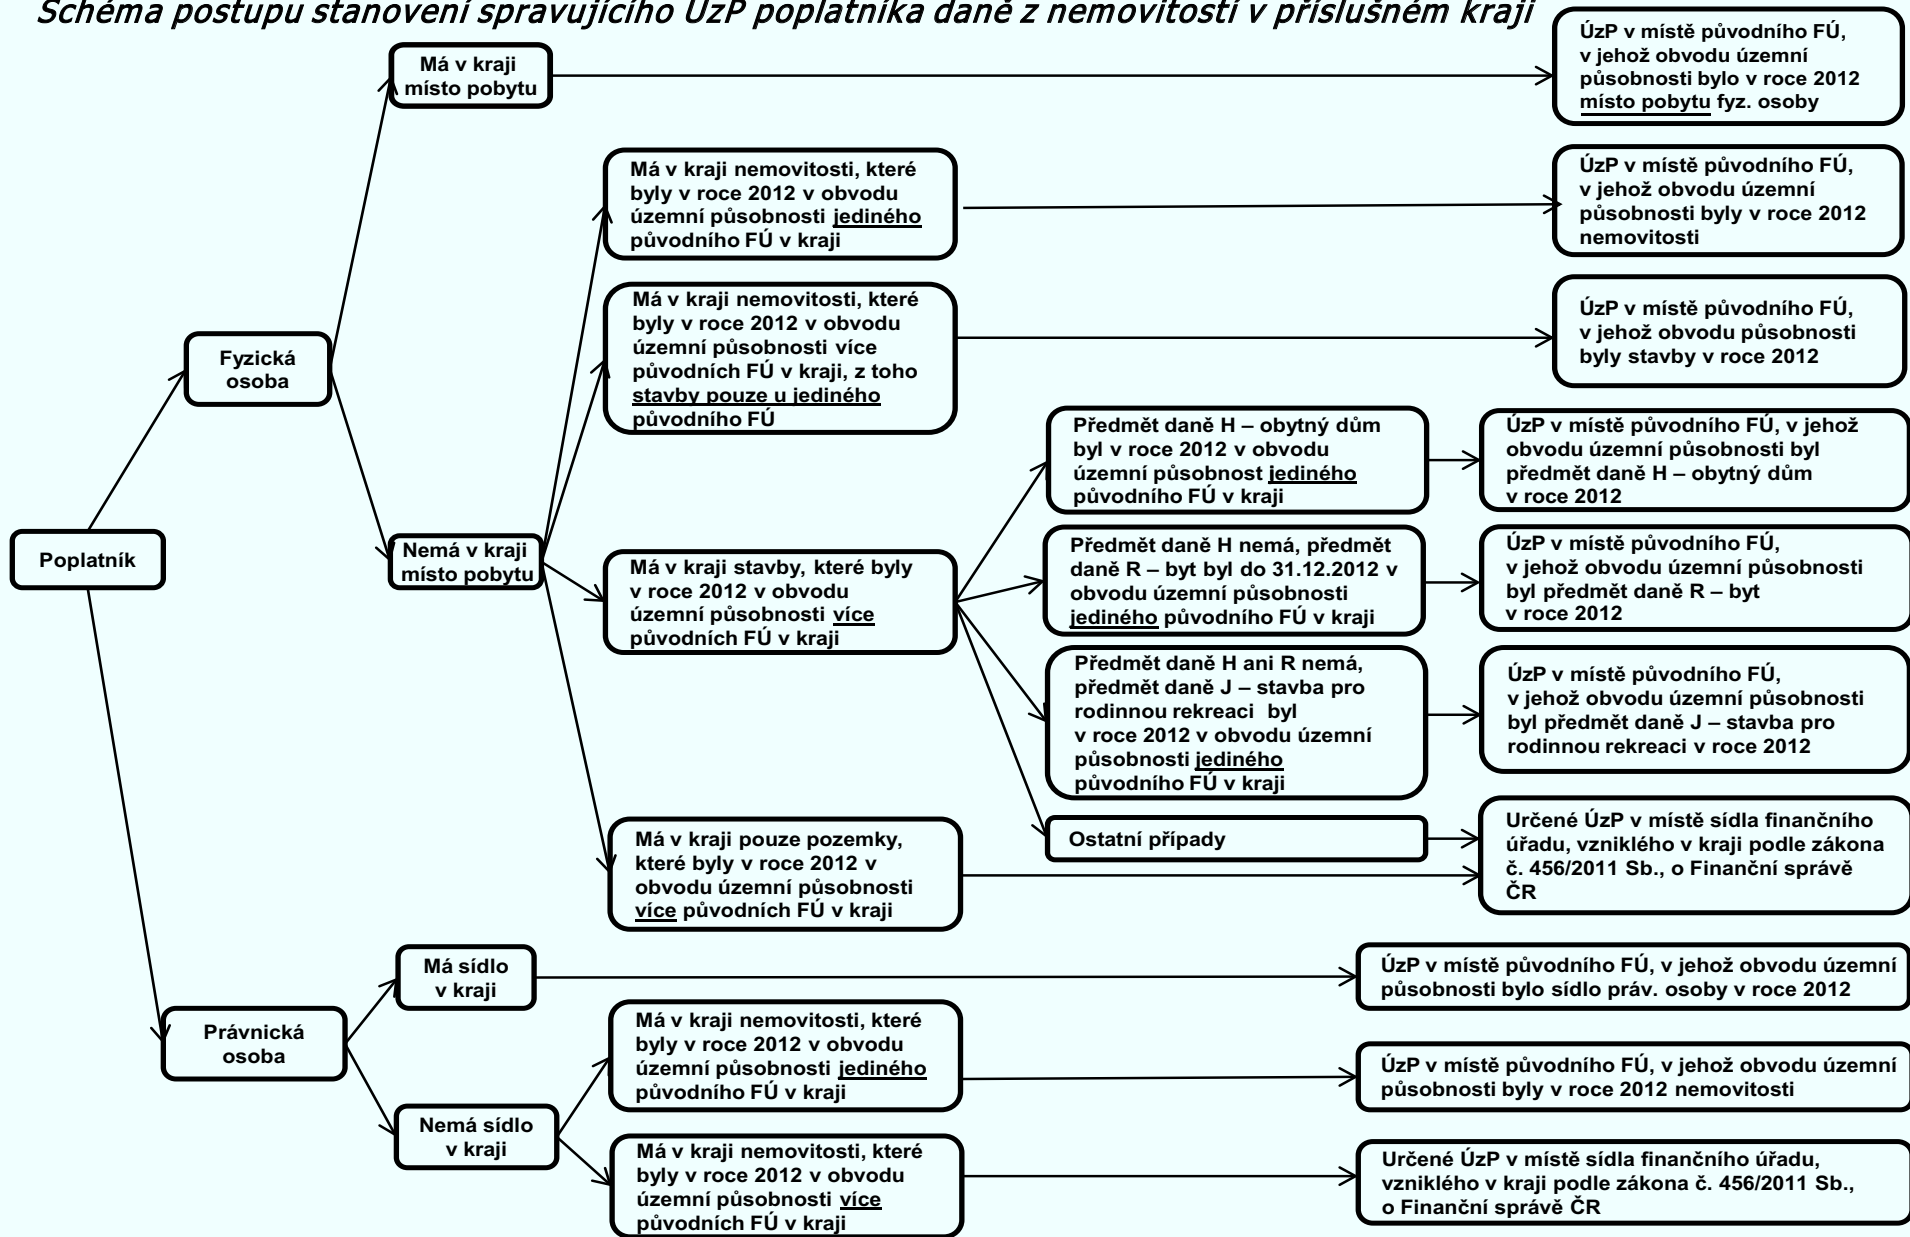 Schéma postupu stanovení spravujícího ÚzP poplatníka daně z nemovitostí v příslušném kraji
Má v kraji
místo pobytu
ÚzP v místě původního FÚ,
v jehož obvodu územní
působnosti bylo v roce 2012
místo pobytu fyz. osoby
Má v kraji nemovitosti, které
byly v roce 2012 v obvodu
územní působnosti jediného
původního FÚ v kraji
ÚzP v místě původního FÚ,
v jehož obvodu územní
působnosti byly v roce 2012
nemovitosti
Má v kraji nemovitosti, které
byly v roce 2012 v obvodu
územní působnosti více
původních FÚ v kraji, z toho
stavby pouze u jediného
původního FÚ
ÚzP v místě původního FÚ,
v jehož obvodu působnosti
byly stavby v roce 2012
Fyzická
osoba
Předmět daně H – obytný dům
byl v roce 2012 v obvodu
územní působnost jediného
původního FÚ v kraji
ÚzP v místě původního FÚ, v jehož
obvodu územní působnosti byl
předmět daně H – obytný dům
v roce 2012
Poplatník
Nemá v kraji
místo pobytu
Má v kraji stavby, které byly
v roce 2012 v obvodu
územní působnosti více
původních FÚ v kraji
Předmět daně H nemá, předmět
daně R – byt byl do 31.12.2012 v
obvodu územní působnosti
jediného původního FÚ v kraji
ÚzP v místě původního FÚ,
v jehož obvodu územní působnosti
byl předmět daně R – byt
v roce 2012
Předmět daně H ani R nemá,
předmět daně J – stavba pro
rodinnou rekreaci byl
v roce 2012 v obvodu územní
působnosti jediného
původního FÚ v kraji
ÚzP v místě původního FÚ,
v jehož obvodu územní působnosti
byl předmět daně J – stavba pro
rodinnou rekreaci v roce 2012
Ostatní případy
Určené ÚzP v místě sídla finančního
úřadu, vzniklého v kraji podle zákona
č. 456/2011 Sb., o Finanční správě
ČR
Má v kraji pouze pozemky,
které byly v roce 2012 v
obvodu územní působnosti
více původních FÚ v kraji
Má sídlo
v kraji
ÚzP v místě původního FÚ, v jehož obvodu územní
působnosti bylo sídlo práv. osoby v roce 2012
Právnická
osoba
Má v kraji nemovitosti, které
byly v roce 2012 v obvodu
územní působnosti jediného
původního FÚ v kraji
ÚzP v místě původního FÚ, v jehož obvodu územní
působnosti byly v roce 2012 nemovitosti
Nemá sídlo
v kraji
Má v kraji nemovitosti, které
byly v roce 2012 v obvodu
územní působnosti více
původních FÚ v kraji
Určené ÚzP v místě sídla finančního úřadu,
vzniklého v kraji podle zákona č. 456/2011 Sb.,
o Finanční správě ČR